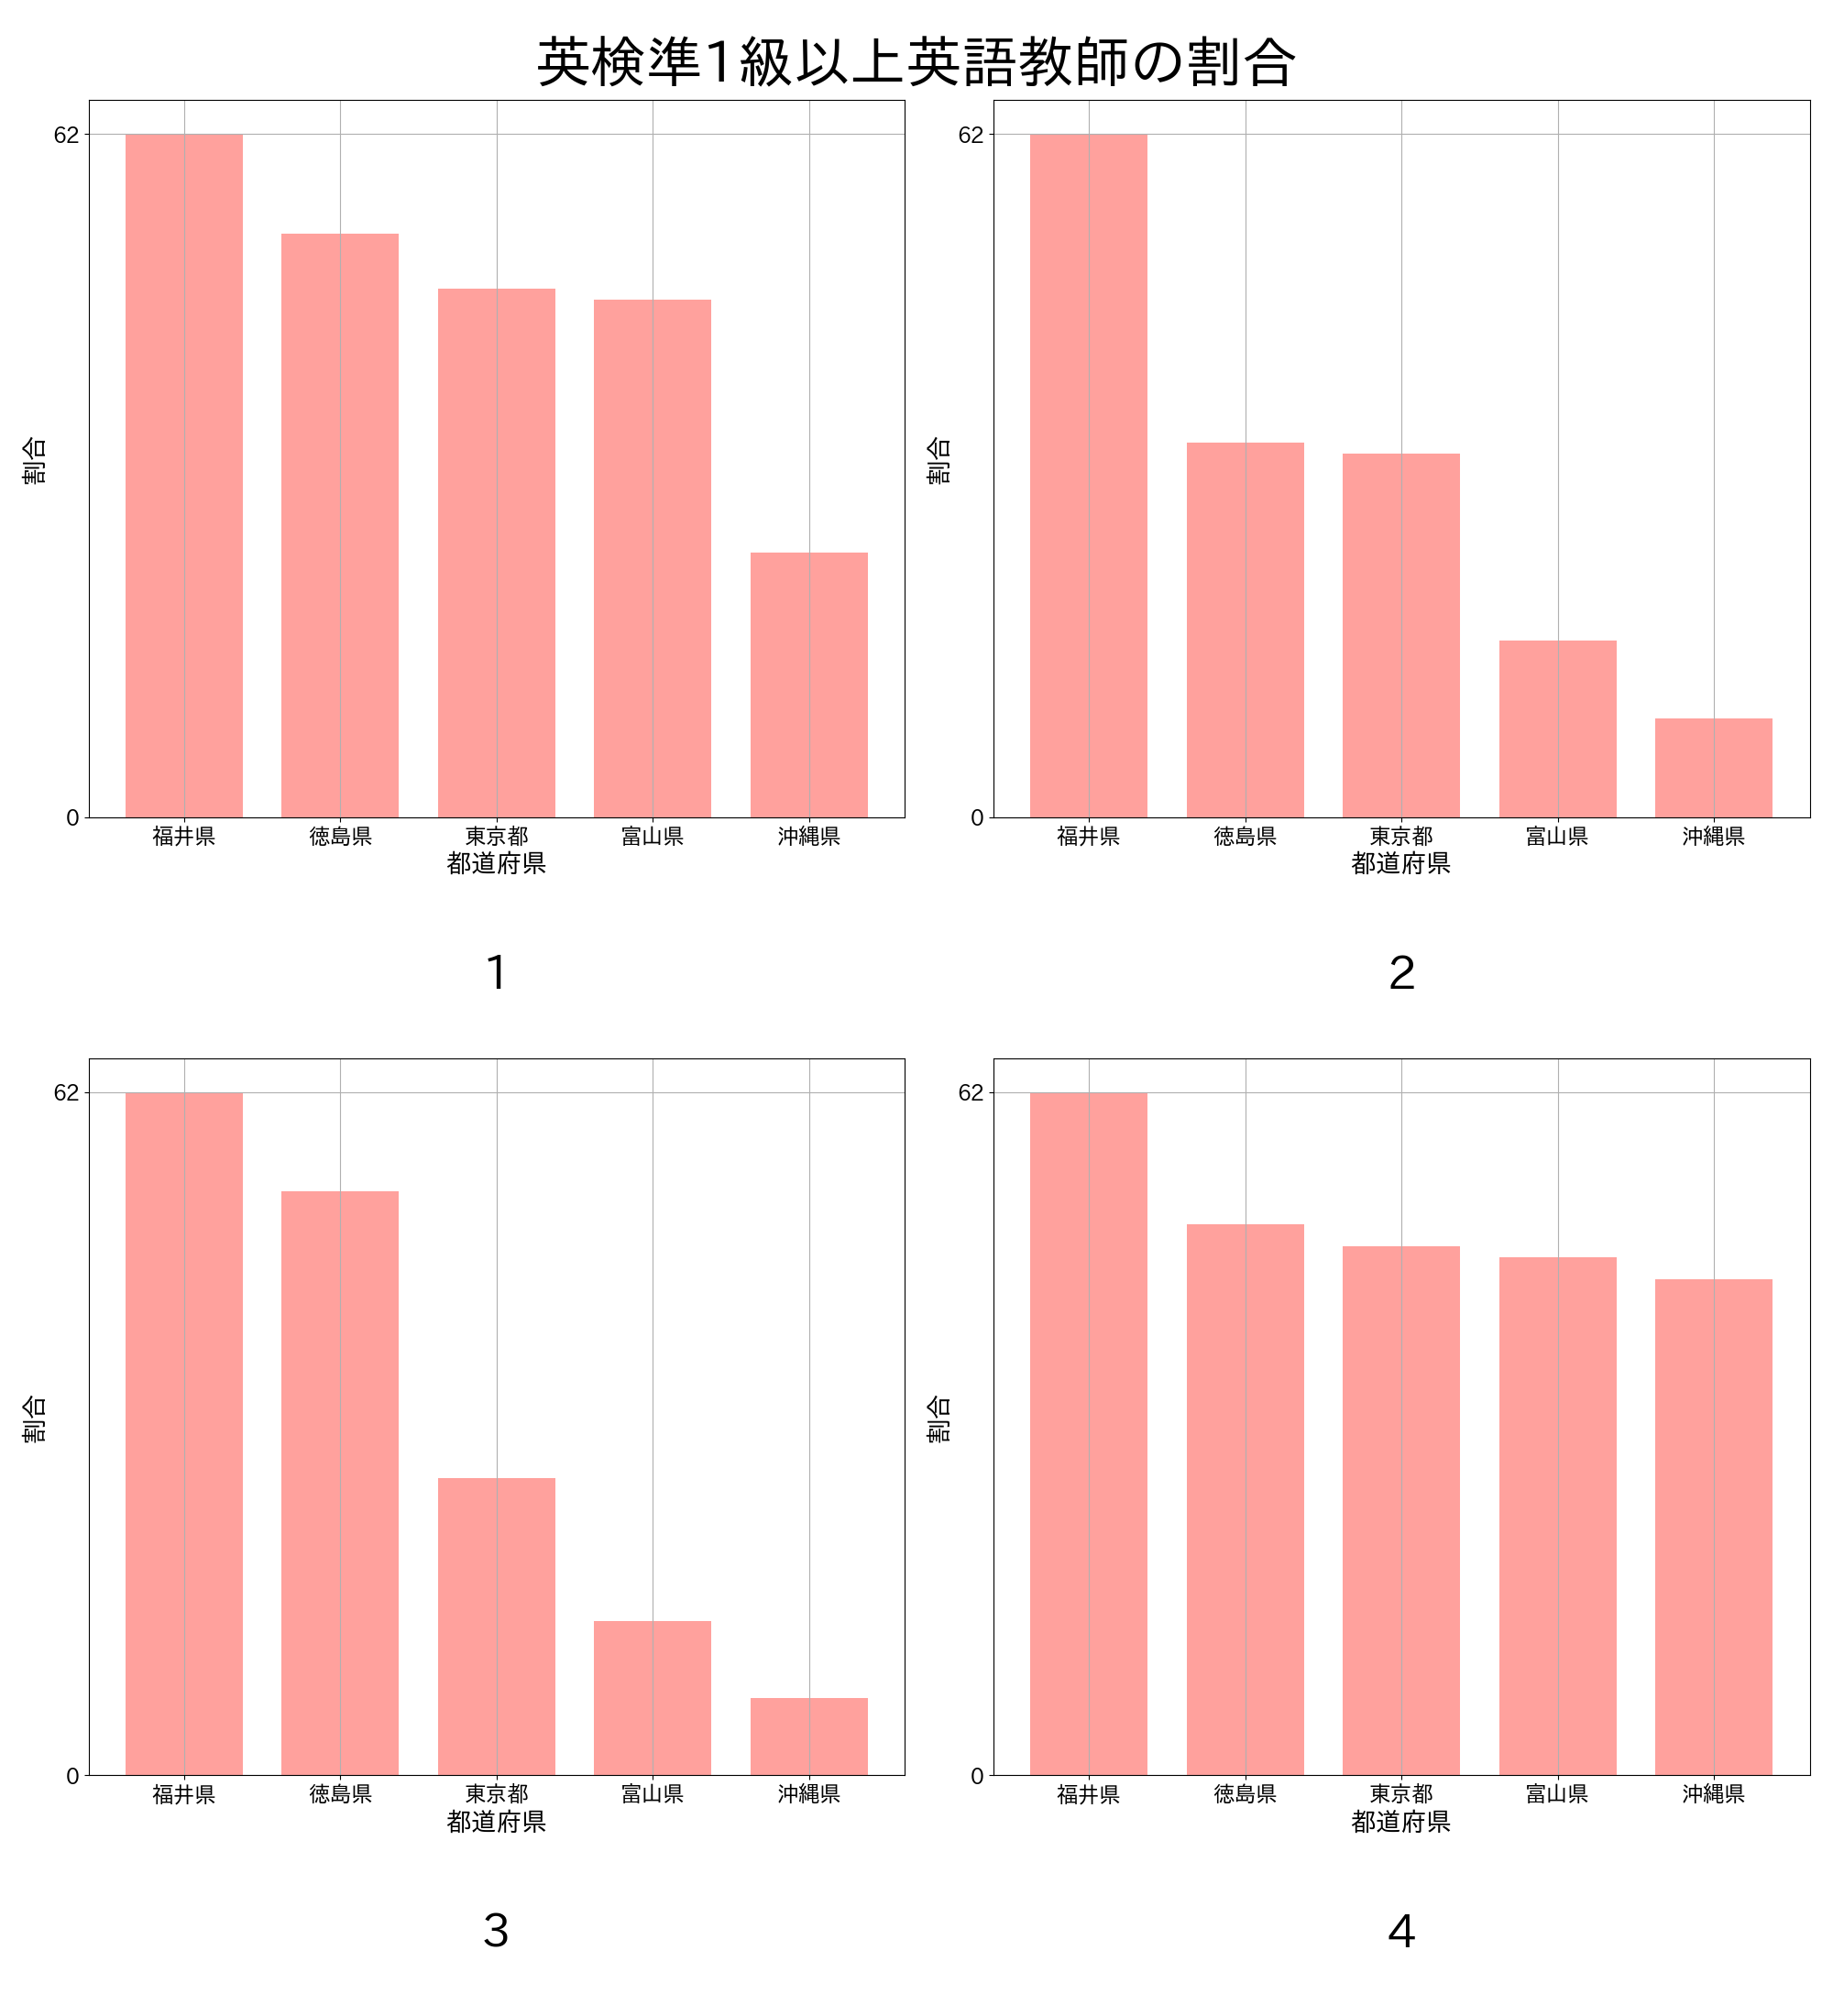 英検準1級以上英語教師の割合
62
0
割合
福井県 徳島県 東京都 富山県 沖縄県
都道府県
1
62
0
割合
福井県 徳島県 東京都 富山県 沖縄県
都道府県
2
62
0
割合
福井県 徳島県 東京都 富山県 沖縄県
都道府県
3
62
0
割合
福井県 徳島県 東京都 富山県 沖縄県
都道府県
4